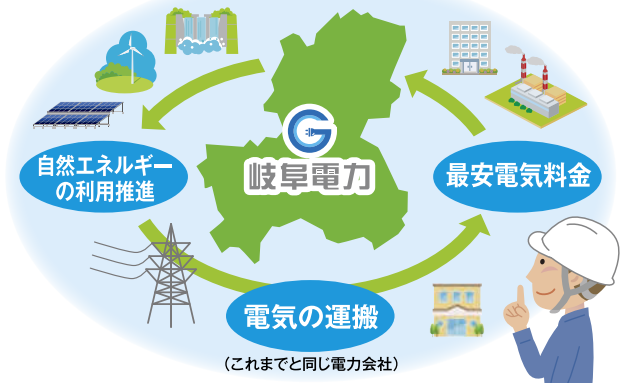 自然エネルギー
の利用推進
岐阜電力
最安電気料金
電気の運搬
(これまでと同じ電力会社)